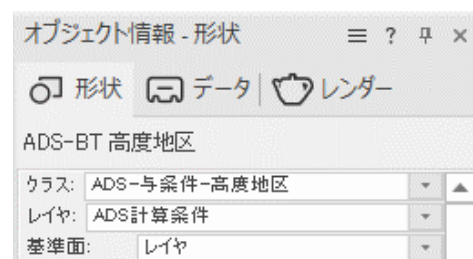 オブジェクト情報 - 形状 ?
形状 データ レンダー
ADS-BT 高度地区
クラス: ADS-与条件-高度地区
レイヤ: ADS計算条件
基準面: レイヤ